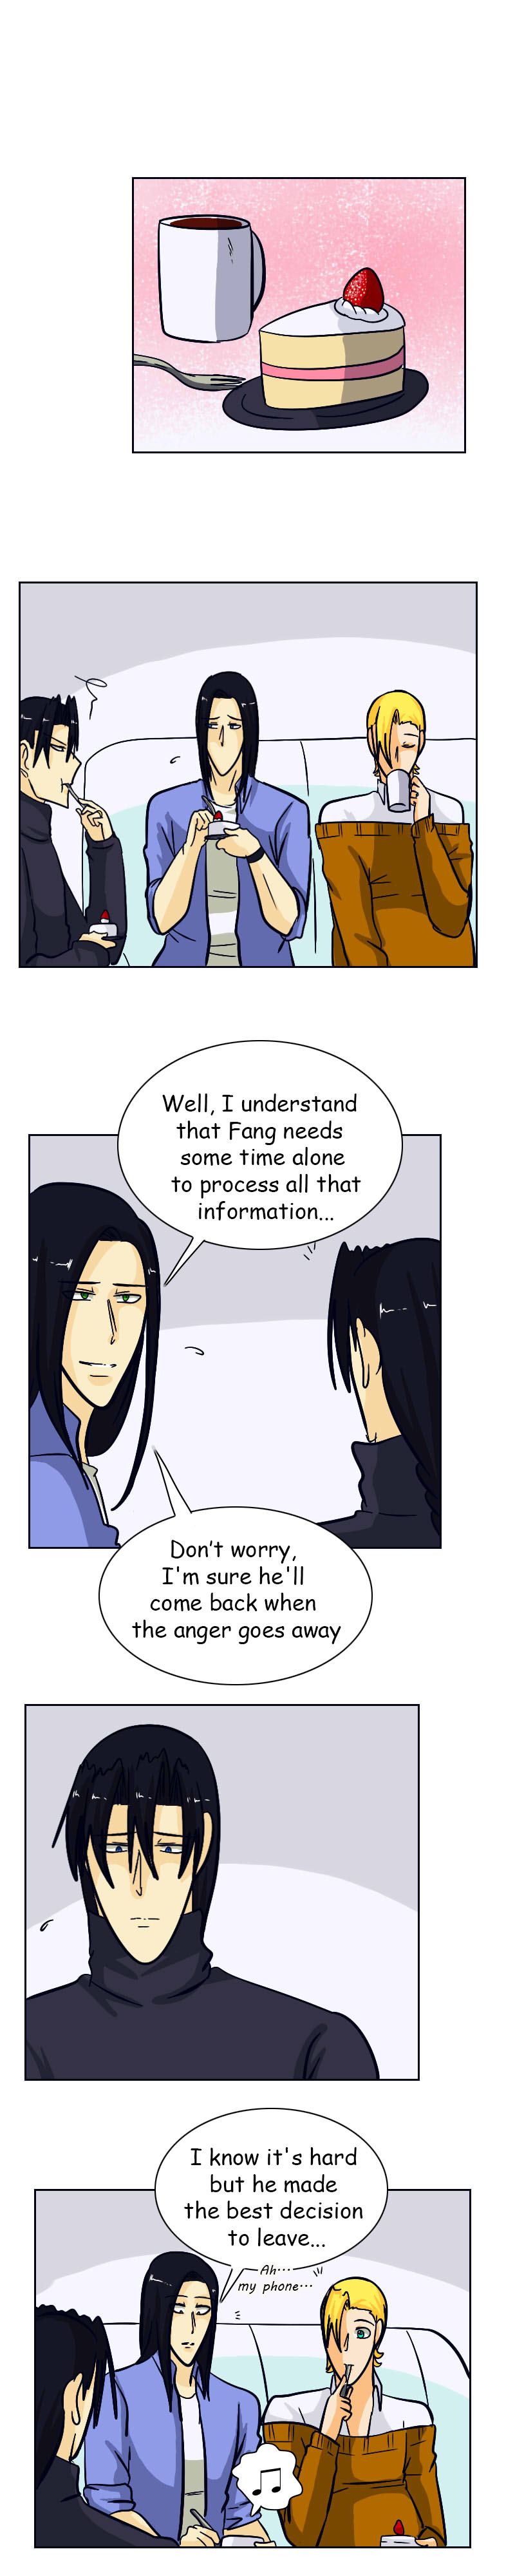 Well, I understand
that Fang needs
some time alone
to process all that
information...
Don't worry,
I'm sure he'll
come back when
the anger goes away
I know it's hard
but he made
the best decision
to leave...
Ah...
my phone...